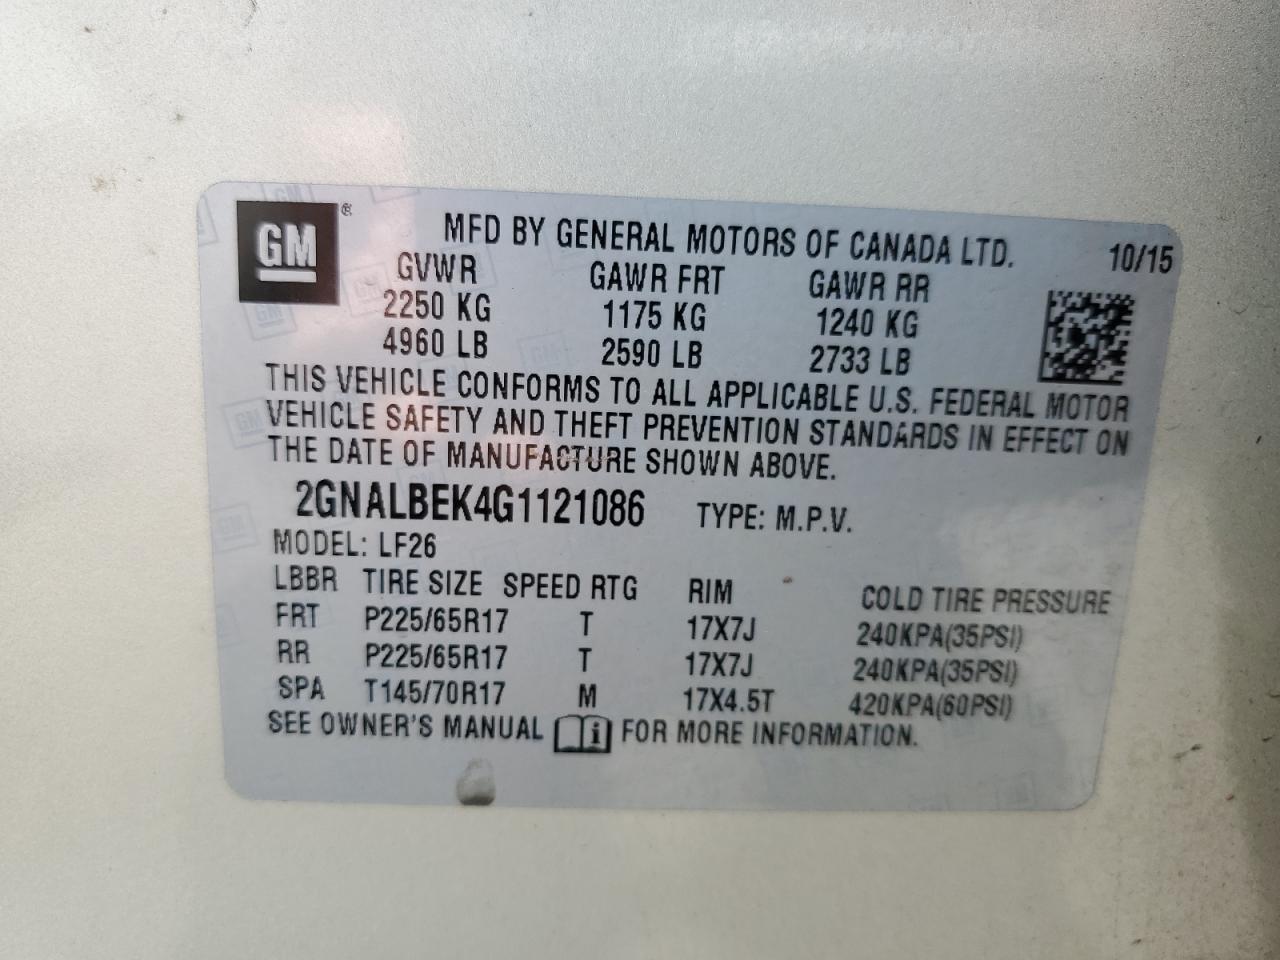 GM ®
MFD BY GENERAL MOTORS OF CANADA LTD. 10/15
GVWR GAWR FRT GAWR RR
2250 KG 1175 KG 1240 KG
4960 LB 2590 LB 2733 LB
THIS VEHICLE CONFORMS TO ALL APPLICABLE U.S. FEDERAL MOTOR
VEHICLE SAFETY AND THEFT PREVENTION STANDARDS IN EFFECT ON
THE DATE OF MANUFACTURE SHOWN ABOVE.
2GNALBEK4G1121086 TYPE: M.P.V.
MODEL: LF26
LBBR TIRE SIZE SPEED RTG RIM COLD TIRE PRESSURE
FRT P225/65R17 T 17X7J 240KPA(35PSI)
RR P225/65R17 T 17X7J 240KPA(35PSI)
SPA T145/70R17 M 17X4.5T 420KPA(60PSI)
SEE OWNER'S MANUAL i FOR MORE INFORMATION.